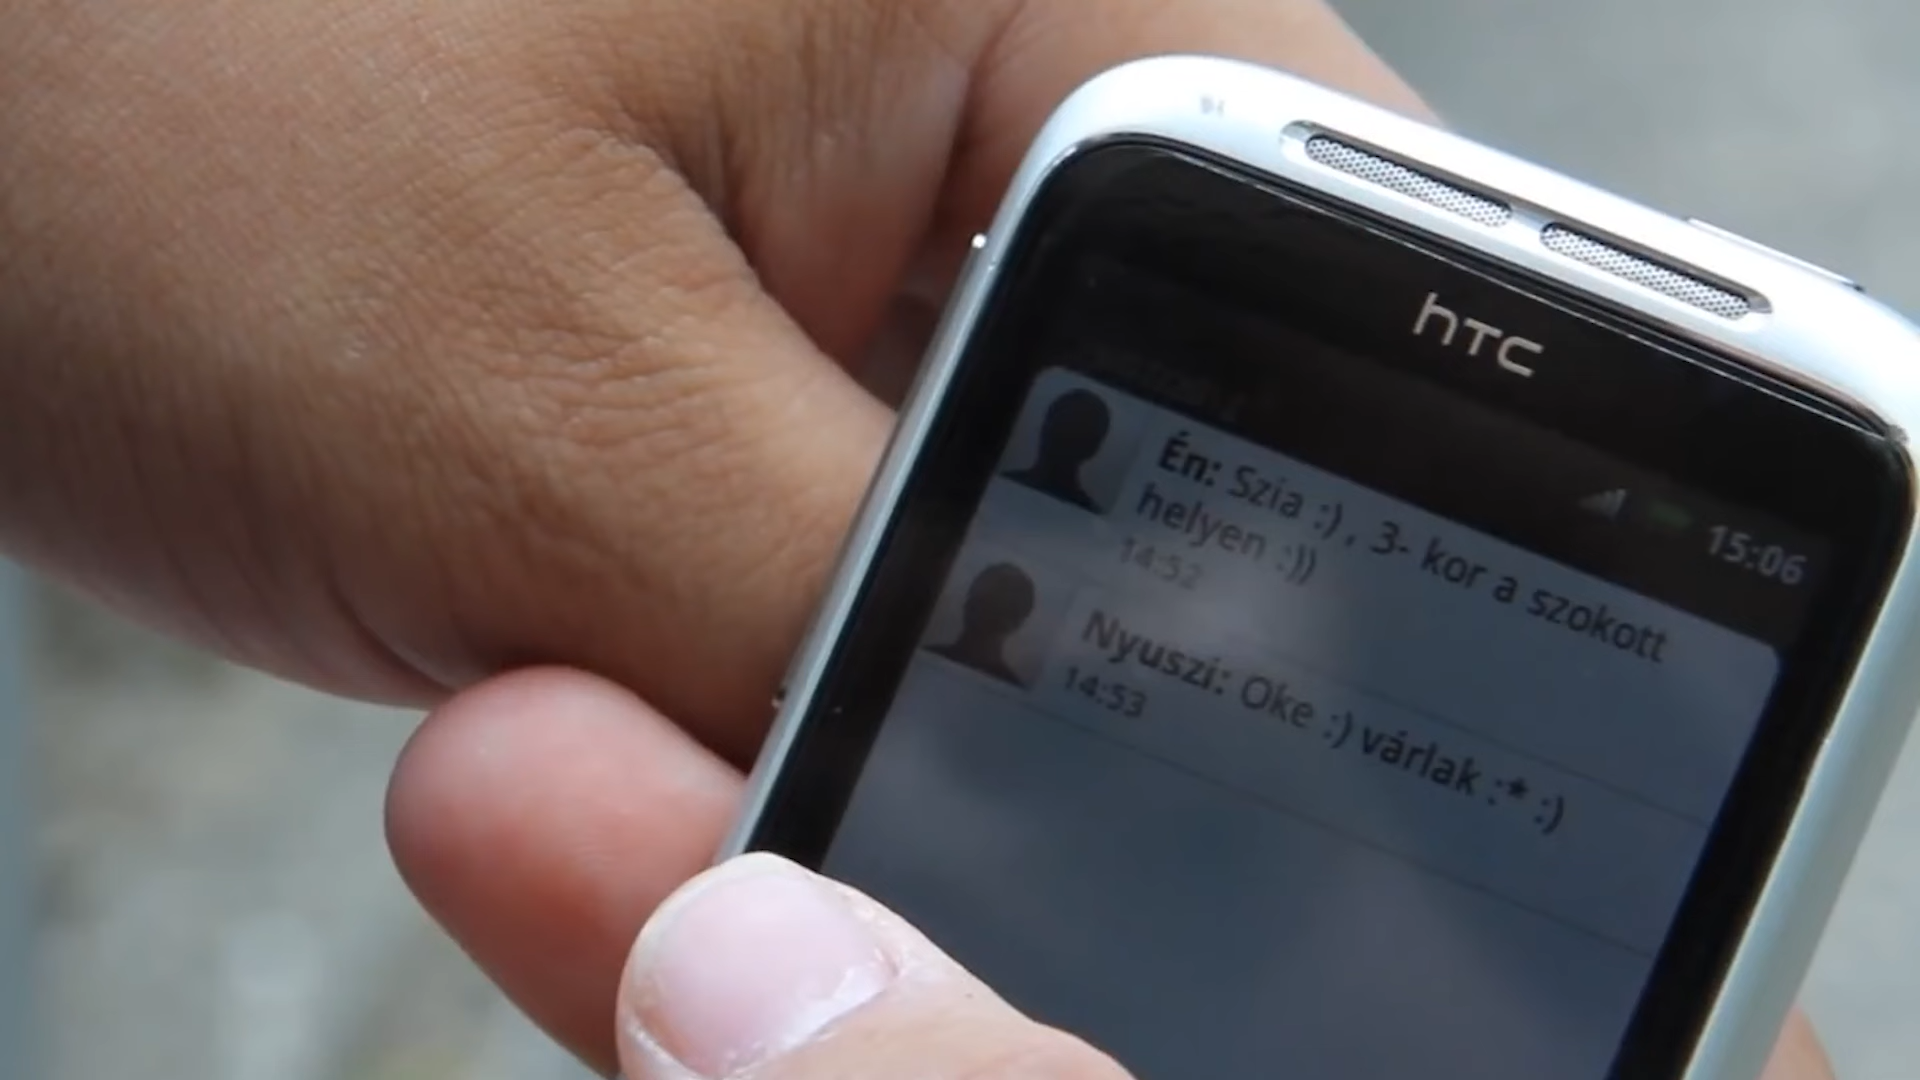 hTC
15:06
Én: Szia :) , 3- kor a szokott
helyen :))
14:52
Nyuszi: Oke :) várlak :* :)
14:53